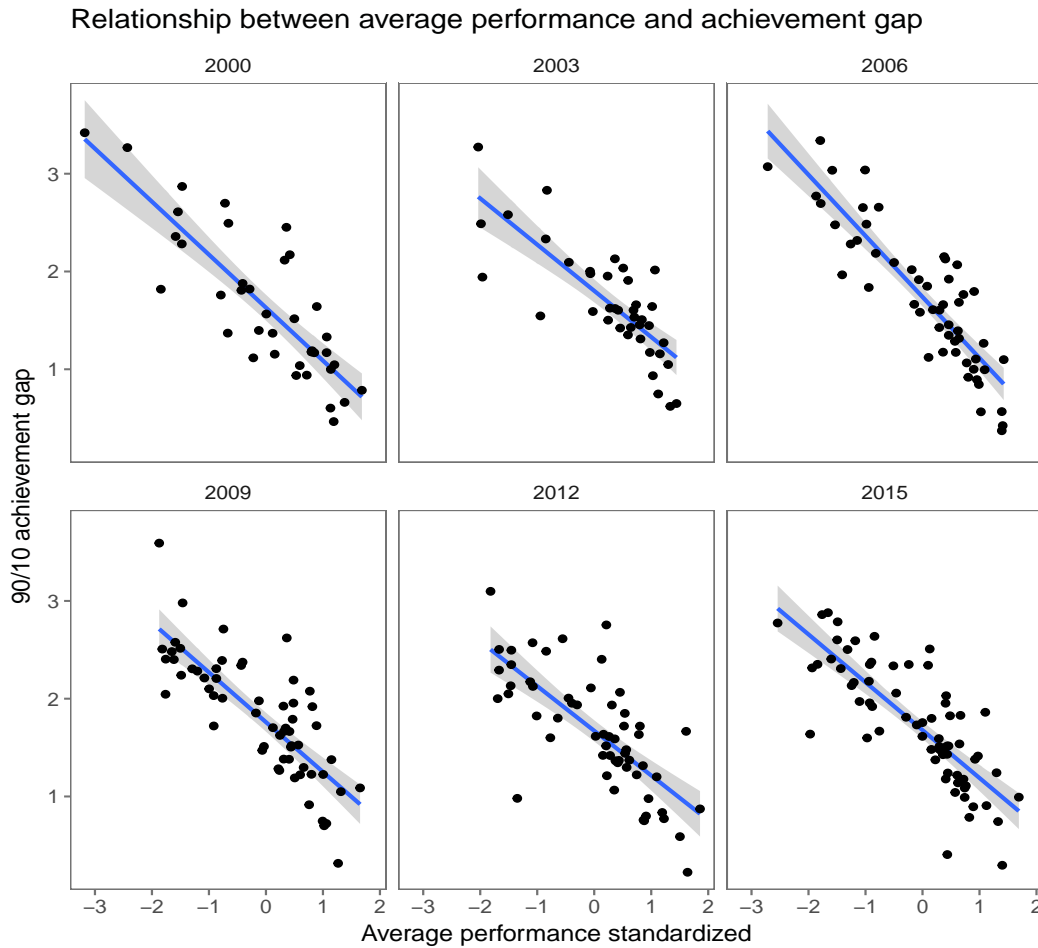 Relationship between average performance and achievement gap
2000 2003 2006
3
2
1
2009 2012 2015
3
2
1
90/10 achievement gap
−3 −2 −1 0 1 2 −3 −2 −1 0 1 2 −3 −2 −1 0 1 2
Average performance standardized